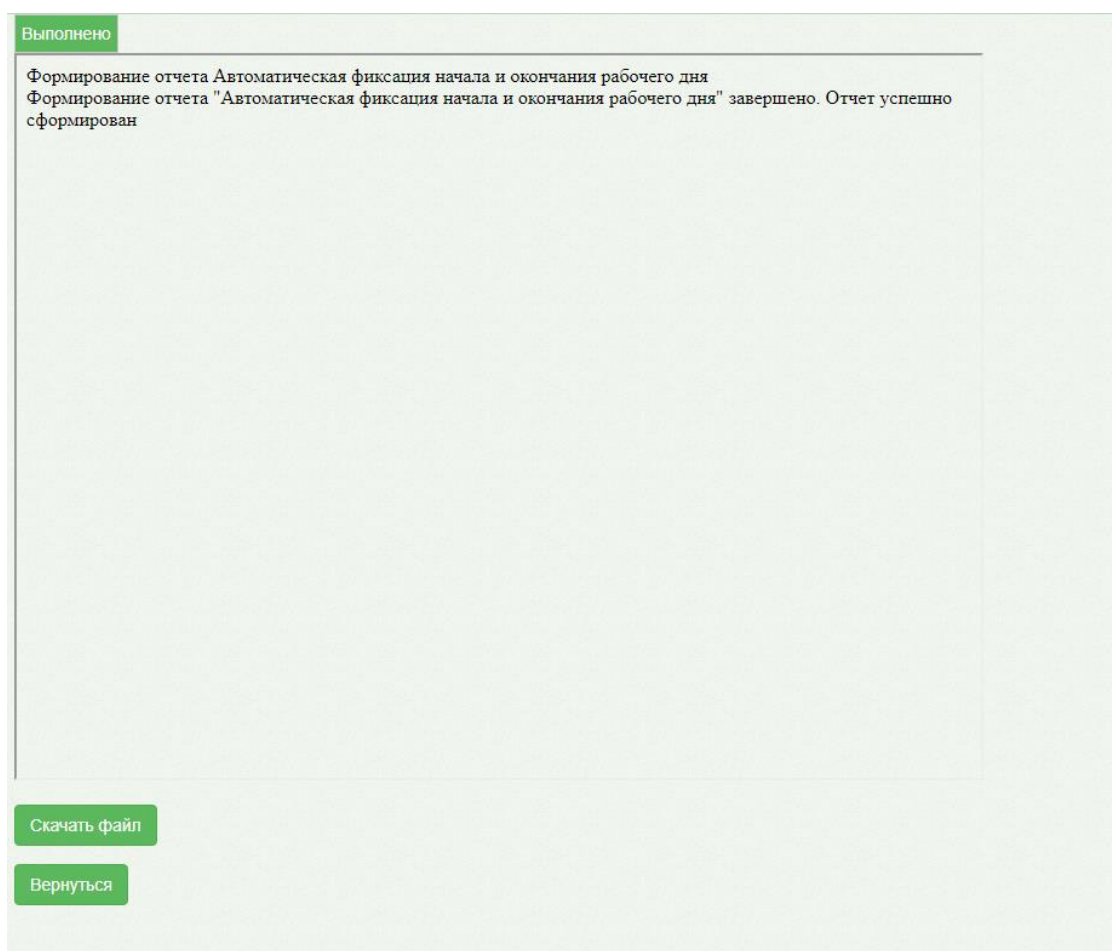 Выполнено
Формирование отчета Автоматическая фиксация начала и окончания рабочего дня
Формирование отчета "Автоматическая фиксация начала и окончания рабочего дня" завершено. Отчет успешно
сформирован
Скачать файл
Вернуться